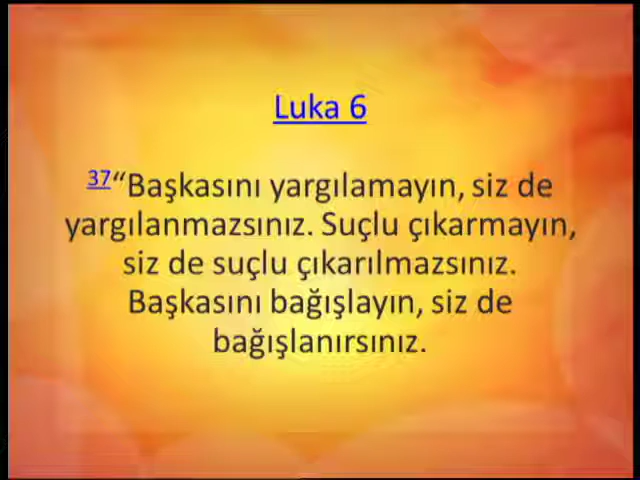 Luka 6
37“Başkasını yargılamayın, siz de
yargılanmazsınız. Suçlu çıkarmayın,
siz de suçlu çıkarılmazsınız.
Başkasını bağışlayın, siz de
bağışlanırsınız.